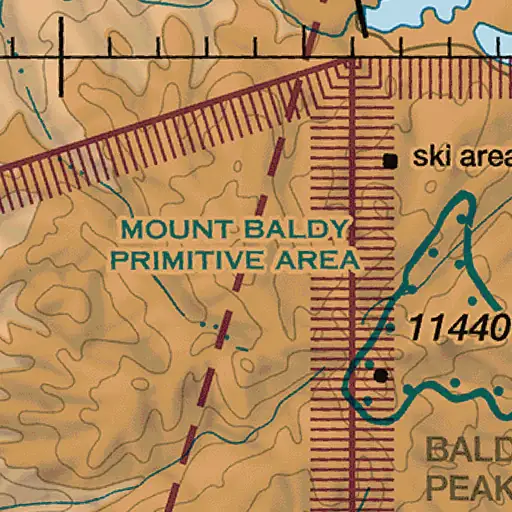 ski area
MOUNT BALDY
PRIMITIVE AREA
11440
BALD
PEAK